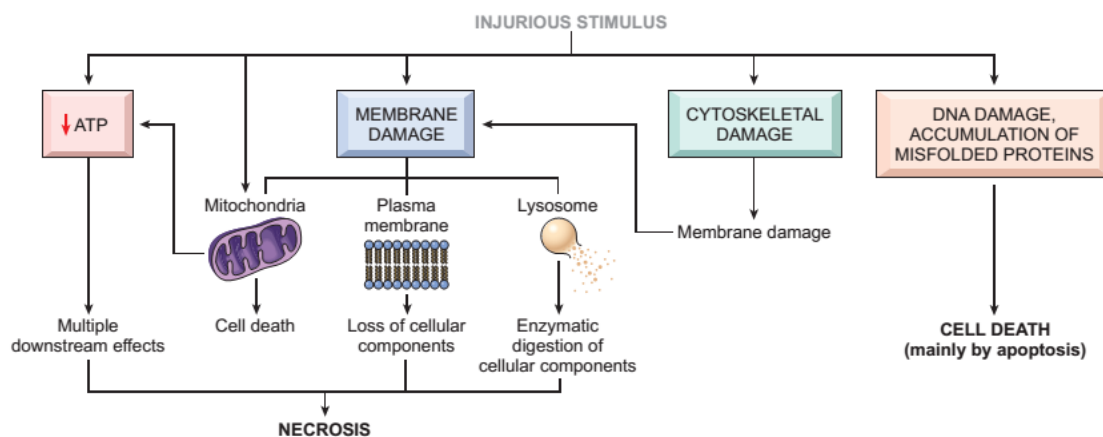 INJURIOUS STIMULUS
↓ATP
MEMBRANE
DAMAGE
CYTOSKELETAL
DAMAGE
DNA DAMAGE,
ACCUMULATION OF
MISFOLDED PROTEINS
Mitochondria
Plasma
membrane
Lysosome
Membrane damage
Multiple
downstream effects
Cell death
Loss of cellular
components
Enzymatic
digestion of
cellular components
CELL DEATH
(mainly by apoptosis)
NECROSIS